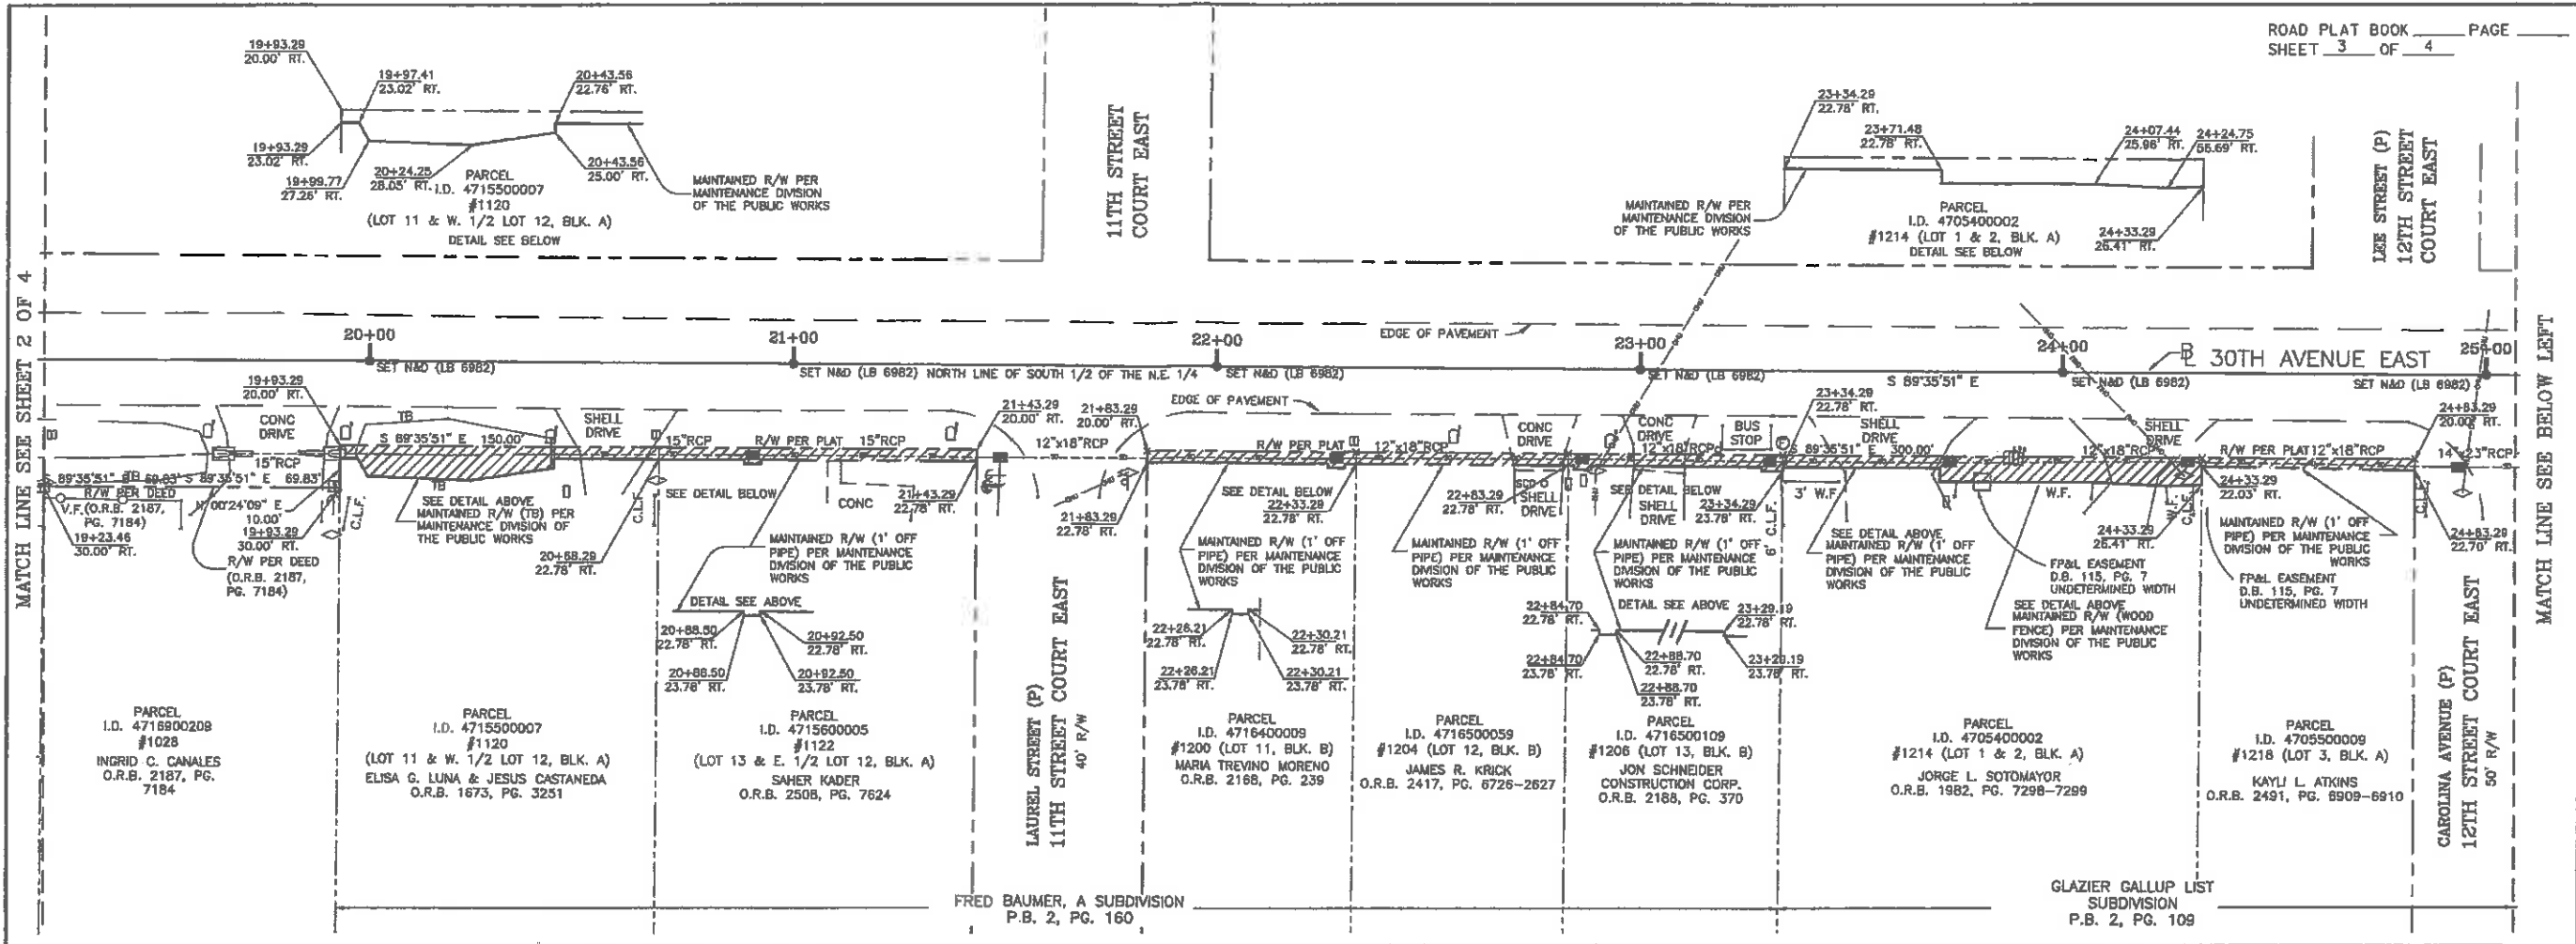 ROAD PLAT BOOK PAGE
SHEET 3 OF 4
19+93.29
20.00' RT.
19+97.41
23.02' RT.
20+43.56
22.76' RT.
19+93.29
23.02' RT.
19+99.77
27.26' RT.
20+24.25
28.05' RT.
20+43.56
25.00' RT.
PARCEL
I.D. 4715500007
#1120
(LOT 11 & W. 1/2 LOT 12, BLK. A)
DETAIL SEE BELOW
MAINTAINED R/W PER
MAINTENANCE DIVISION
OF THE PUBLIC WORKS
11TH STREET
COURT EAST
23+34.29
22.78' RT.
23+71.48
22.78' RT.
24+07.44
25.98' RT.
24+24.75
MAINTAINED R/W PER
MAINTENANCE DIVISION
OF THE PUBLIC WORKS
PARCEL
I.D. 4705400002
#1214 (LOT 1 & 2, BLK. A)
DETAIL SEE BELOW
24+33.29
26.41' RT.
LEE STREET (P)
12TH STREET
COURT EAST
MATCH LINE SEE SHEET 2 OF 4
20+00
21+00
22+00
23+00
24+00
25+00
EDGE OF PAVEMENT
SET N&D (LB 6982)
SET N&D (LB 6982) NORTH LINE OF SOUTH 1/2 OF THE N.E. 1/4
SET N&D (LB 6982)
SET N&D (LB 6982)
S 89°35'51" E
SET N&D (LB 6982)
30TH AVENUE EAST
SET N&D (LB 6982)
MATCH LINE SEE BELOW LEFT
19+93.29
20.00' RT.
CONC
DRIVE
TB
S 89°35'51" E 150.00'
SHELL
DRIVE
15"RCP
R/W PER PLAT
15"RCP
EDGE OF PAVEMENT
21+43.29
20.00' RT.
21+83.29
20.00' RT.
12"x18"RCP
R/W PER PLAT
12"x18"RCP
CONC
DRIVE
CONC
DRIVE
BUS
STOP
12"x18"RCP
23+34.29
22.78' RT.
SHELL
DRIVE
S 89°35'51" E 300.00'
12"x18"RCP
SHELL
DRIVE
R/W PER PLAT 12"x18"RCP
24+83.29
20.00' RT.
14"x23"RCP
15"RCP
TB
S 89°35'51" E 69.83'
S 89°35'51" E 69.83'
R/W PER DEED
V.F. (O.R.B. 2187,
PG. 7184)
N 00°24'09" E
10.00'
19+23.46
30.00' RT.
19+93.29
30.00' RT.
R/W PER DEED
(O.R.B. 2187,
PG. 7184)
C.L.F.
TB
SEE DETAIL ABOVE
MAINTAINED R/W (TB) PER
MAINTENANCE DIVISION OF
THE PUBLIC WORKS
20+68.29
22.78' RT.
C.L.F.
SEE DETAIL BELOW
CONC
21+43.29
22.78' RT.
MAINTAINED R/W (1' OFF
PIPE) PER MAINTENANCE
DIVISION OF THE PUBLIC
WORKS
21+83.29
22.78' RT.
SEE DETAIL BELOW
22+33.29
22.78' RT.
MAINTAINED R/W (1' OFF
PIPE) PER MAINTENANCE
DIVISION OF THE PUBLIC
WORKS
22+83.29
22.78' RT.
SCO
SHELL
DRIVE
MAINTAINED R/W (1' OFF
PIPE) PER MAINTENANCE
DIVISION OF THE PUBLIC
WORKS
SEE DETAIL BELOW
SHELL
DRIVE
23+34.29
23.78' RT.
MAINTAINED R/W (1' OFF
PIPE) PER MAINTENANCE
DIVISION OF THE PUBLIC
WORKS
6' C.L.F.
3' W.F.
SEE DETAIL ABOVE
MAINTAINED R/W (1' OFF
PIPE) PER MAINTENANCE
DIVISION OF THE PUBLIC
WORKS
W.F.
24+33.29
26.41' RT.
W.F.
C.L.F.
FP&L EASEMENT
D.B. 115, PG. 7
UNDETERMINED WIDTH
SEE DETAIL ABOVE
MAINTAINED R/W (WOOD
FENCE) PER MAINTENANCE
DIVISION OF THE PUBLIC
WORKS
24+33.29
22.03' RT.
MAINTAINED R/W (1' OFF
PIPE) PER MAINTENANCE
DIVISION OF THE PUBLIC
WORKS
FP&L EASEMENT
D.B. 115, PG. 7
UNDETERMINED WIDTH
C.L.F.
24+83.29
22.70' RT.
DETAIL SEE ABOVE
20+88.50
22.78' RT.
20+92.50
22.78' RT.
20+88.50
23.78' RT.
20+92.50
23.78' RT.
22+26.21
22.78' RT.
22+30.21
22.78' RT.
22+26.21
23.78' RT.
22+30.21
23.78' RT.
DETAIL SEE ABOVE
22+84.70
22.78' RT.
23+29.19
22.78' RT.
22+84.70
23.78' RT.
22+88.70
22.78' RT.
23+29.19
23.78' RT.
22+88.70
23.78' RT.
PARCEL
I.D. 4716900209
#1028
INGRID C. CANALES
O.R.B. 2187, PG.
7184
PARCEL
I.D. 4715500007
#1120
(LOT 11 & W. 1/2 LOT 12, BLK. A)
ELISA G. LUNA & JESUS CASTANEDA
O.R.B. 1673, PG. 3251
PARCEL
I.D. 4715600005
#1122
(LOT 13 & E. 1/2 LOT 12, BLK. A)
SAHER KADER
O.R.B. 2508, PG. 7624
LAUREL STREET (P)
11TH STREET COURT EAST
40' R/W
PARCEL
I.D. 4716400009
#1200 (LOT 11, BLK. B)
MARIA TREVINO MORENO
O.R.B. 2168, PG. 239
PARCEL
I.D. 4716500059
#1204 (LOT 12, BLK. B)
JAMES R. KRICK
O.R.B. 2417, PG. 6726-2627
PARCEL
I.D. 4716500109
#1206 (LOT 13, BLK. B)
JON SCHNEIDER
CONSTRUCTION CORP.
O.R.B. 2188, PG. 370
PARCEL
I.D. 4705400002
#1214 (LOT 1 & 2, BLK. A)
JORGE L. SOTOMAYOR
O.R.B. 1982, PG. 7298-7299
PARCEL
I.D. 4705500009
#1218 (LOT 3, BLK. A)
KAYLI L. ATKINS
O.R.B. 2491, PG. 6909-6910
CAROLINA AVENUE (P)
12TH STREET COURT EAST
50' R/W
FRED BAUMER, A SUBDIVISION
P.B. 2, PG. 160
GLAZIER GALLUP LIST
SUBDIVISION
P.B. 2, PG. 109